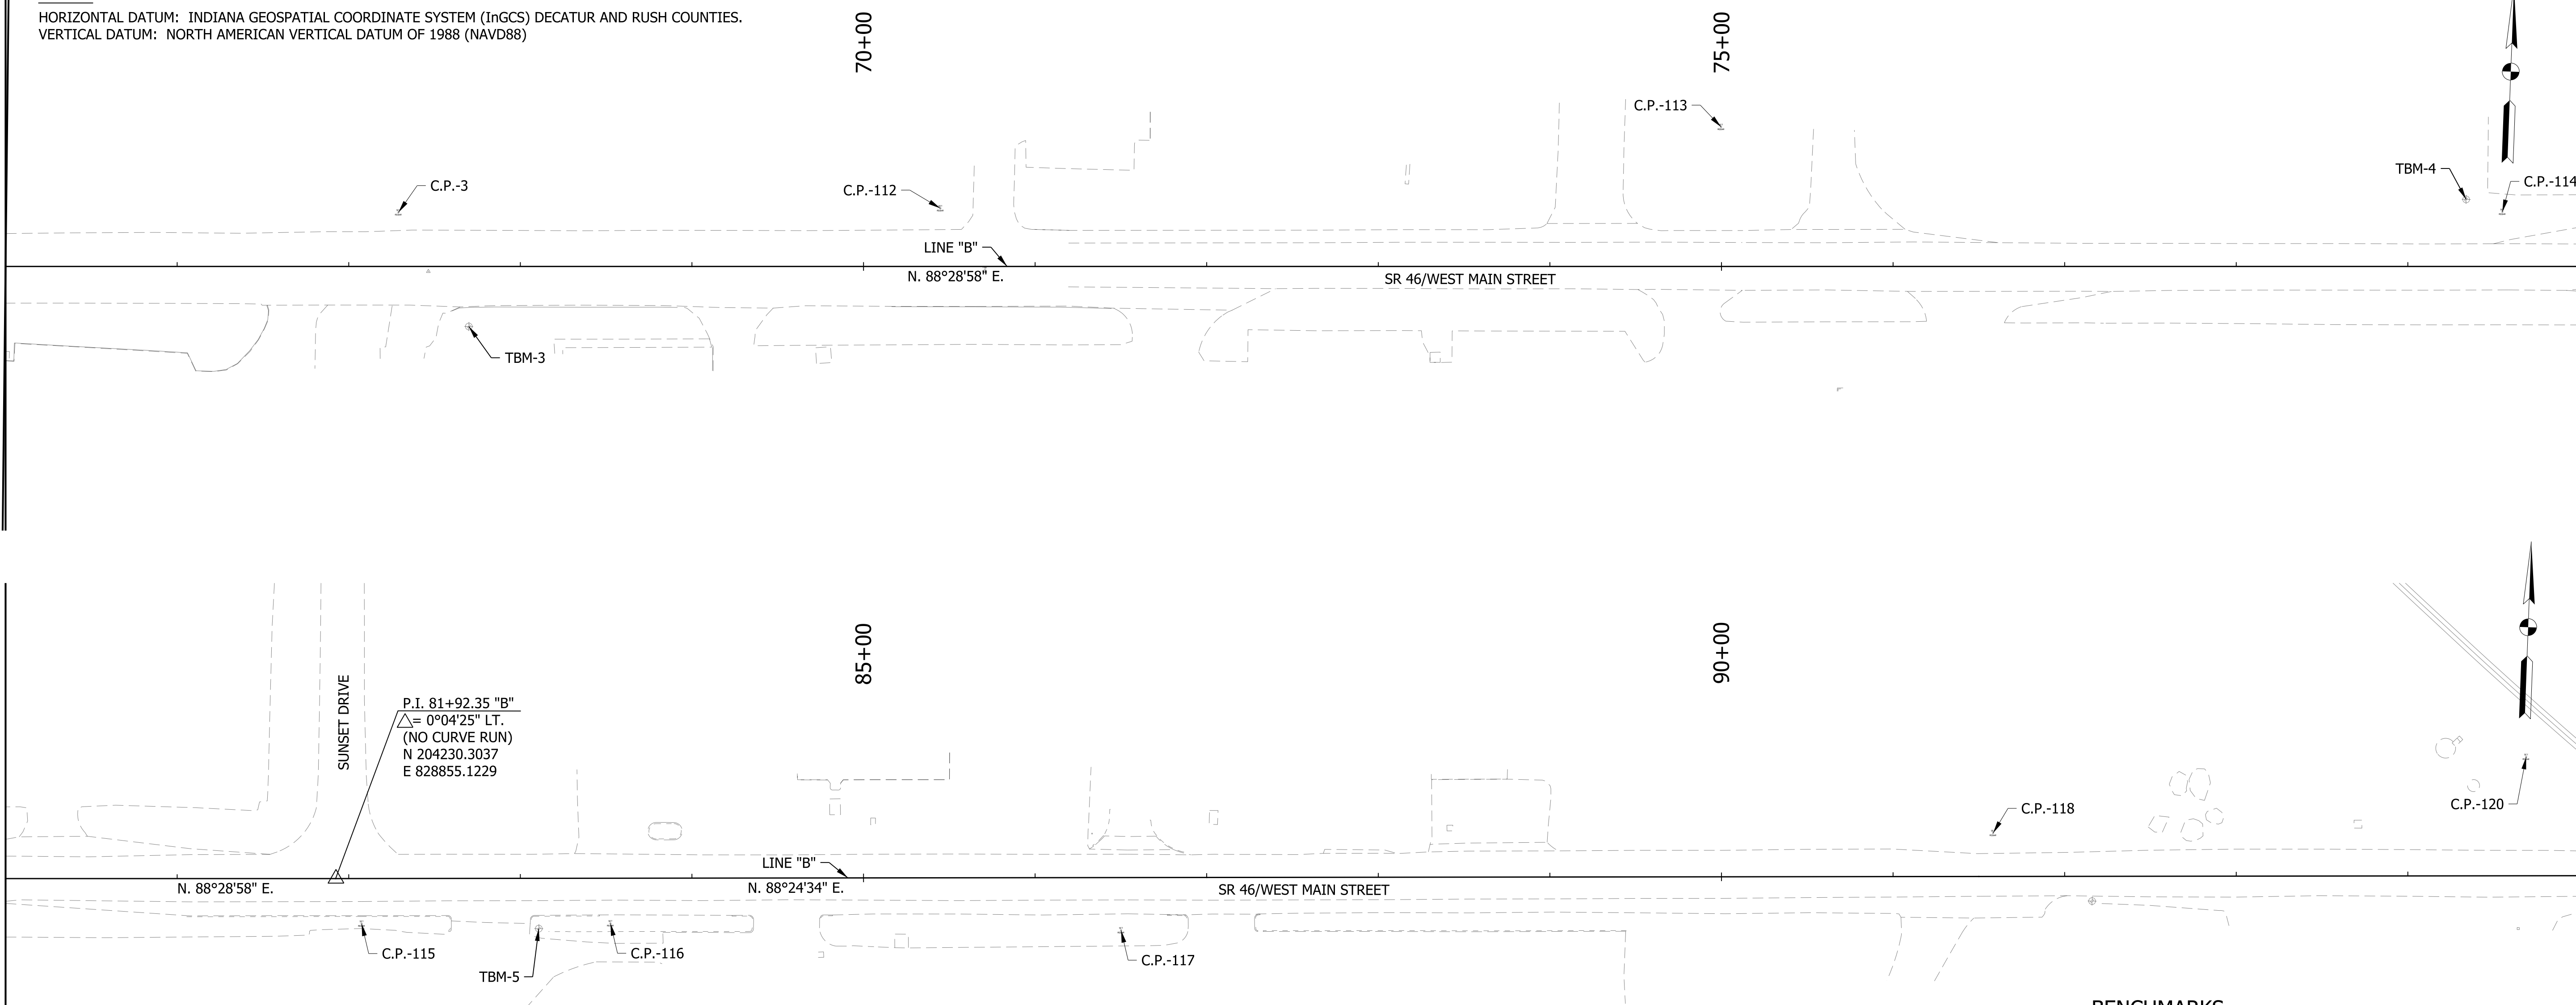 HORIZONTAL DATUM: INDIANA GEOSPATIAL COORDINATE SYSTEM (InGCS) DECATUR AND RUSH COUNTIES.
VERTICAL DATUM: NORTH AMERICAN VERTICAL DATUM OF 1988 (NAVD88)
70+00
75+00
C.P.-113
C.P.-3
C.P.-112
TBM-4
C.P.-114
LINE "B"
N. 88°28'58" E.
SR 46/WEST MAIN STREET
TBM-3
85+00
90+00
SUNSET DRIVE
P.I. 81+92.35 "B"
△= 0°04'25" LT.
(NO CURVE RUN)
N 204230.3037
E 828855.1229
C.P.-118
C.P.-120
LINE "B"
N. 88°28'58" E.
N. 88°24'34" E.
SR 46/WEST MAIN STREET
C.P.-115
C.P.-116
C.P.-117
TBM-5
BENCHMARKS